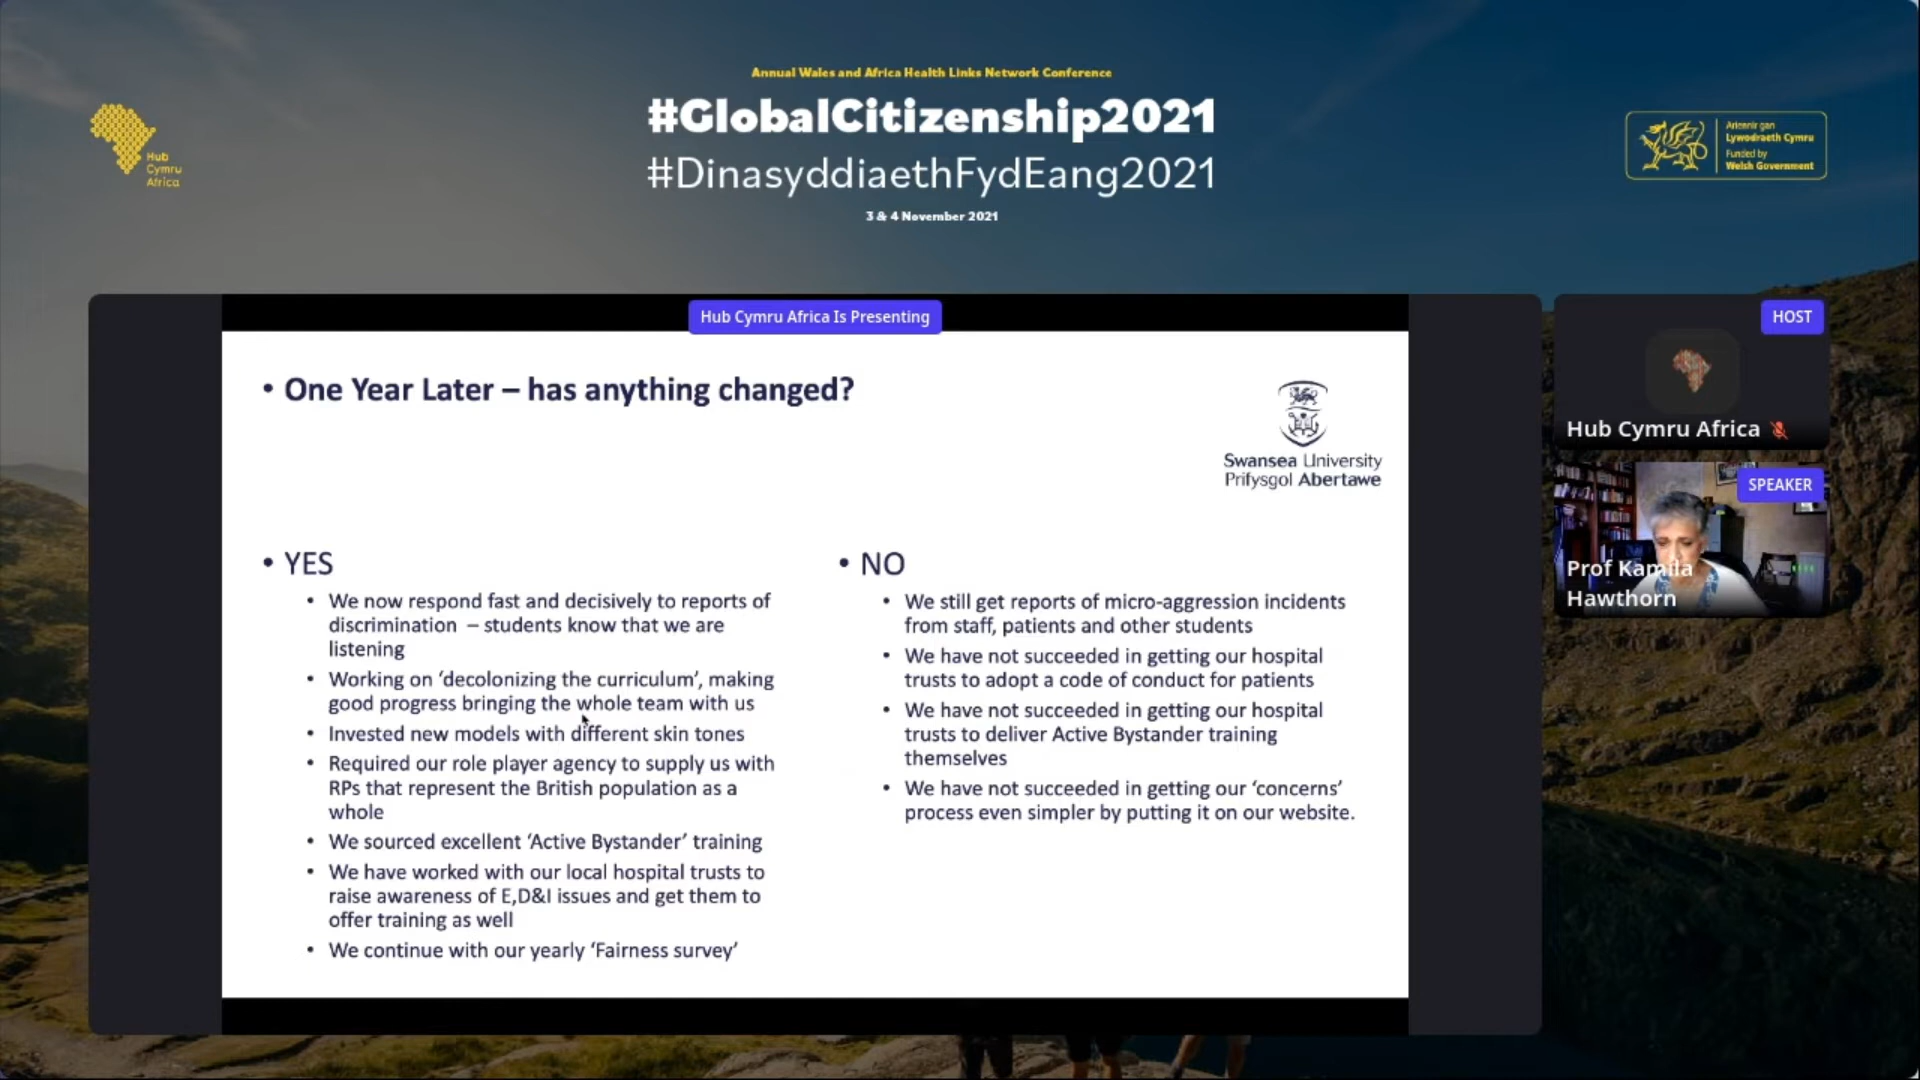 Annual Wales and Africa Health Links Network Conference
#GlobalCitizenship2021
#DinasyddiaethFydEang2021
3 & 4 November 2021
Hub
Cymru
Africa
Ariennir gan
Lywodraeth Cymru
Funded by
Welsh Government
Hub Cymru Africa Is Presenting
• One Year Later – has anything changed?
Swansea University
Prifysgol Abertawe
• YES
• We now respond fast and decisively to reports of
discrimination – students know that we are
listening
• Working on ‘decolonizing the curriculum’, making
good progress bringing the whole team with us
• Invested new models with different skin tones
• Required our role player agency to supply us with
RPs that represent the British population as a
whole
• We sourced excellent ‘Active Bystander’ training
• We have worked with our local hospital trusts to
raise awareness of E,D&I issues and get them to
offer training as well
• We continue with our yearly ‘Fairness survey’
• NO
• We still get reports of micro-aggression incidents
from staff, patients and other students
• We have not succeeded in getting our hospital
trusts to adopt a code of conduct for patients
• We have not succeeded in getting our hospital
trusts to deliver Active Bystander training
themselves
• We have not succeeded in getting our ‘concerns’
process even simpler by putting it on our website.
HOST
Hub Cymru Africa
SPEAKER
Prof Kamila
Hawthorn